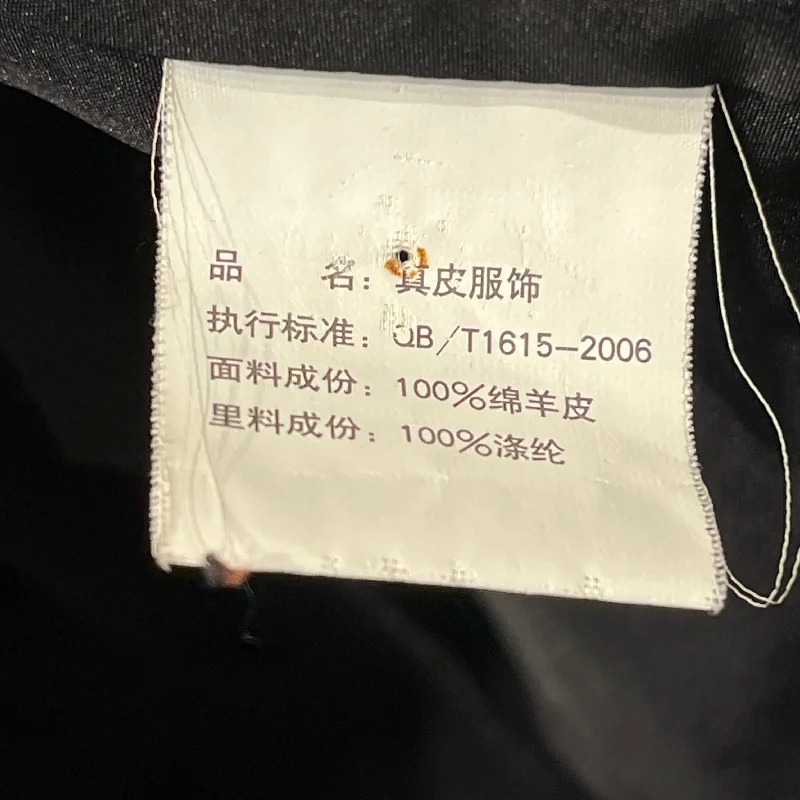 品 名：真皮服饰
执行标准：QB/T1615-2006
面料成份：100%绵羊皮
里料成份：100%涤纶